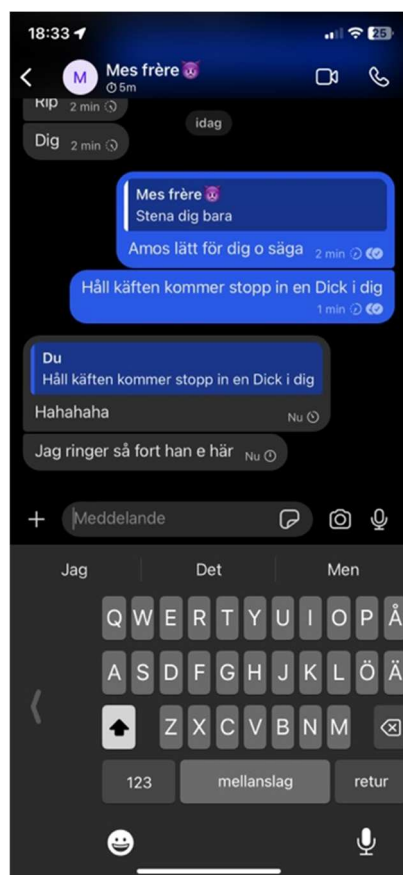 18:33
25
M
Mes frère😈
5m
Rip 2 min
idag
Dig 2 min
Mes frère😈
Stena dig bara
Amos lätt för dig o säga 2 min
Håll käften kommer stopp in en Dick i dig
1 min
Du
Håll käften kommer stopp in en Dick i dig
Hahahaha
Nu
Jag ringer så fort han e här Nu
Meddelande
Jag Det Men
Q W E R T Y U I O P Å
A S D F G H J K L Ö Ä
Z X C V B N M
123 mellanslag retur